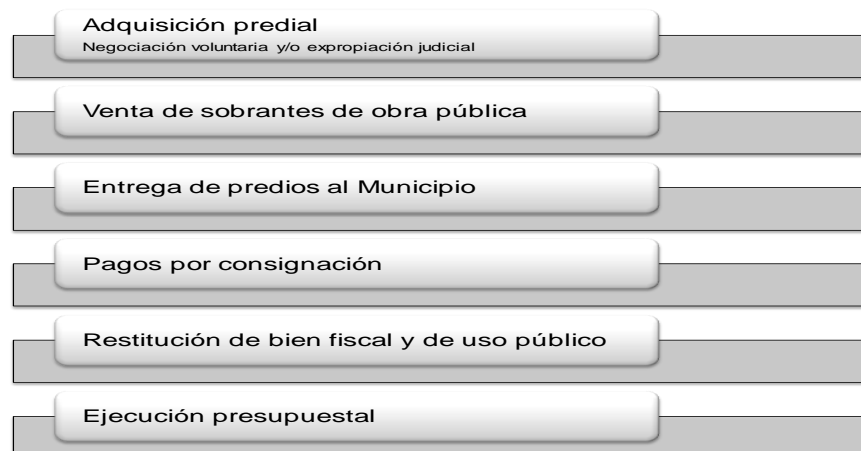 Adquisición predial
Negociación voluntaria y/o expropiación judicial
Venta de sobrantes de obra pública
Entrega de predios al Municipio
Pagos por consignación
Restitución de bien fiscal y de uso público
Ejecución presupuestal